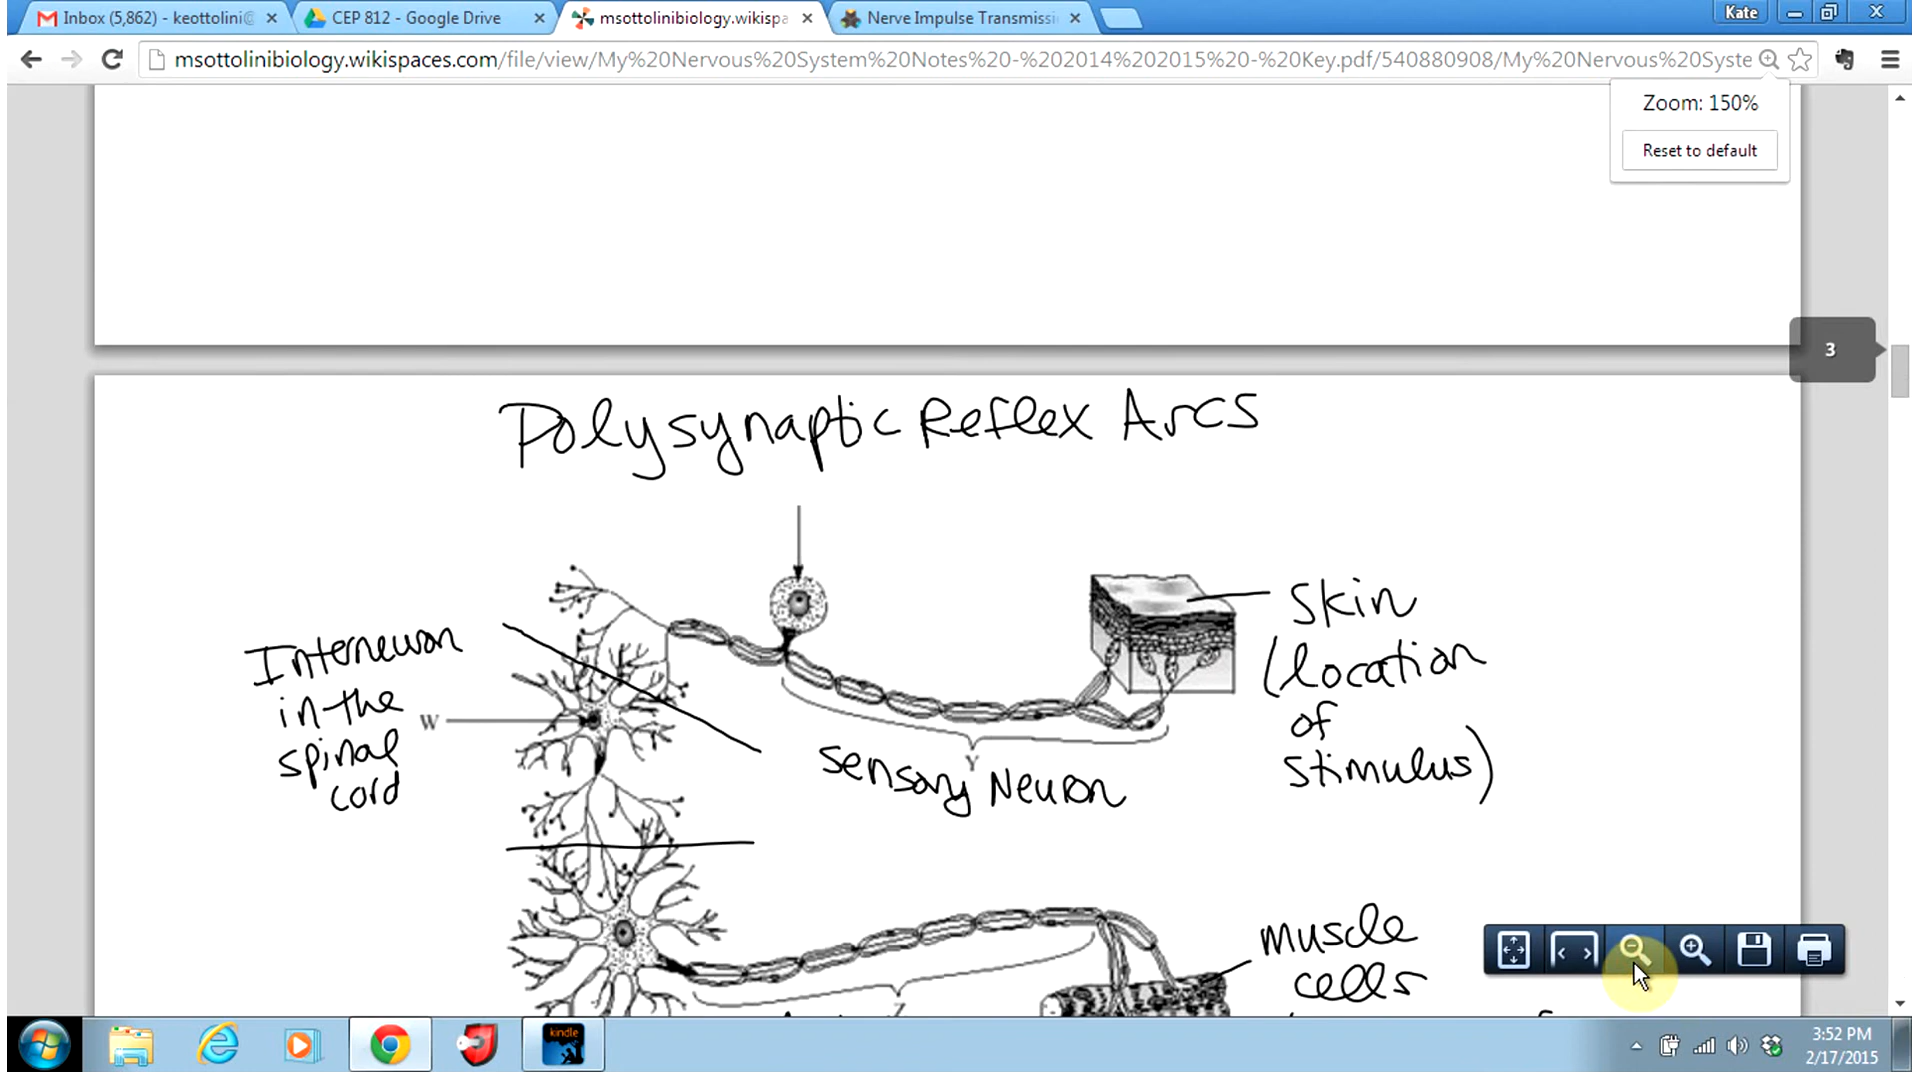 Inbox (5,862) - keottolini@
CEP 812 - Google Drive
msottolinibiology.wikispa
Nerve Impulse Transmissi
Kate
msottolinibiology.wikispaces.com/file/view/My%20Nervous%20System%20Notes%20-%202014%202015%20-%20Key.pdf/540880908/My%20Nervous%20Syste
Zoom: 150%
Reset to default
3
Polysynaptic Reflex Arcs
Interneuron
in the
spinal
cord
W
Skin
(location
of
stimulus)
Y
Sensory Neuron
muscle
cells
Z
kindle
3:52 PM
2/17/2015